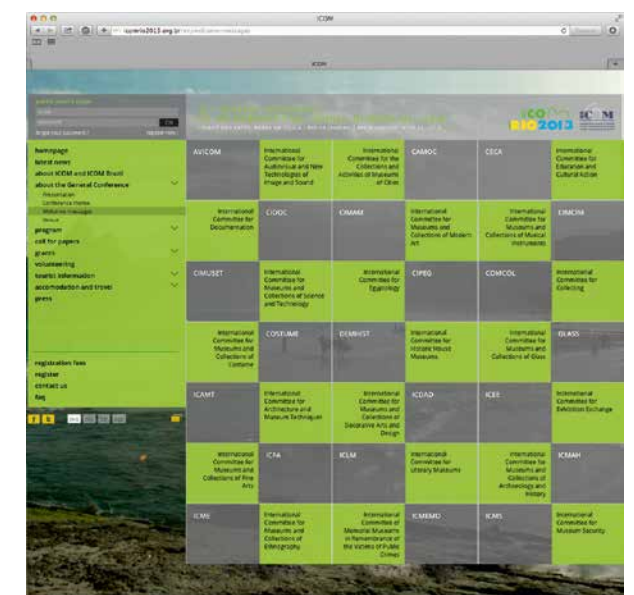 ICOM
ICOM
homepage
latest news
about ICOM and ICOM Brazil
about the General Conference
Presentation
Conference theme
Welcome messages
Venue
program
call for papers
grants
volunteering
tourist information
accomodation and travel
press
registration fees
register
contact us
faq
RIO2013
AVICOM
International
Committee for
Audiovisual and New
Technologies of
Image and Sound
International
Committee for the
Collections and
Activities of Museums
of Cities
CAMOC
CECA
International
Committee for
Education and
Cultural Action
International
Committee for
Documentation
CIDOC
CIMAM
International
Committee for
Museums and
Collections of Modern
Art
International
Committee for
Museums and
Collections of Musical
Instruments
CIMCIM
CIMUSET
International
Committee for
Museums and
Collections of Science
and Technology
International
Committee for
Egyptology
CIPEG
COMCOL
International
Committee for
Collecting
International
Committee for
Museums and
Collections of
Costume
COSTUME
DEMHIST
International
Committee for
Historic House
Museums
International
Committee for
Museums and
Collections of Glass
GLASS
ICAMT
International
Committee for
Architecture and
Museum Techniques
International
Committee for
Museums and
Collections of
Decorative Arts and
Design
ICDAD
ICEE
International
Committee for
Exhibition Exchange
International
Committee for
Museums and
Collections of Fine
Arts
ICFA
ICLM
International
Committee for
Literary Museums
International
Committee for
Museums and
Collections of
Archaeology and
History
ICMAH
ICME
International
Committee for
Museums and
Collections of
Ethnography
International
Committee of
Memorial Museums
in Remembrance of
the Victims of Public
Crimes
ICMEMO
ICMS
International
Committee for
Museum Security